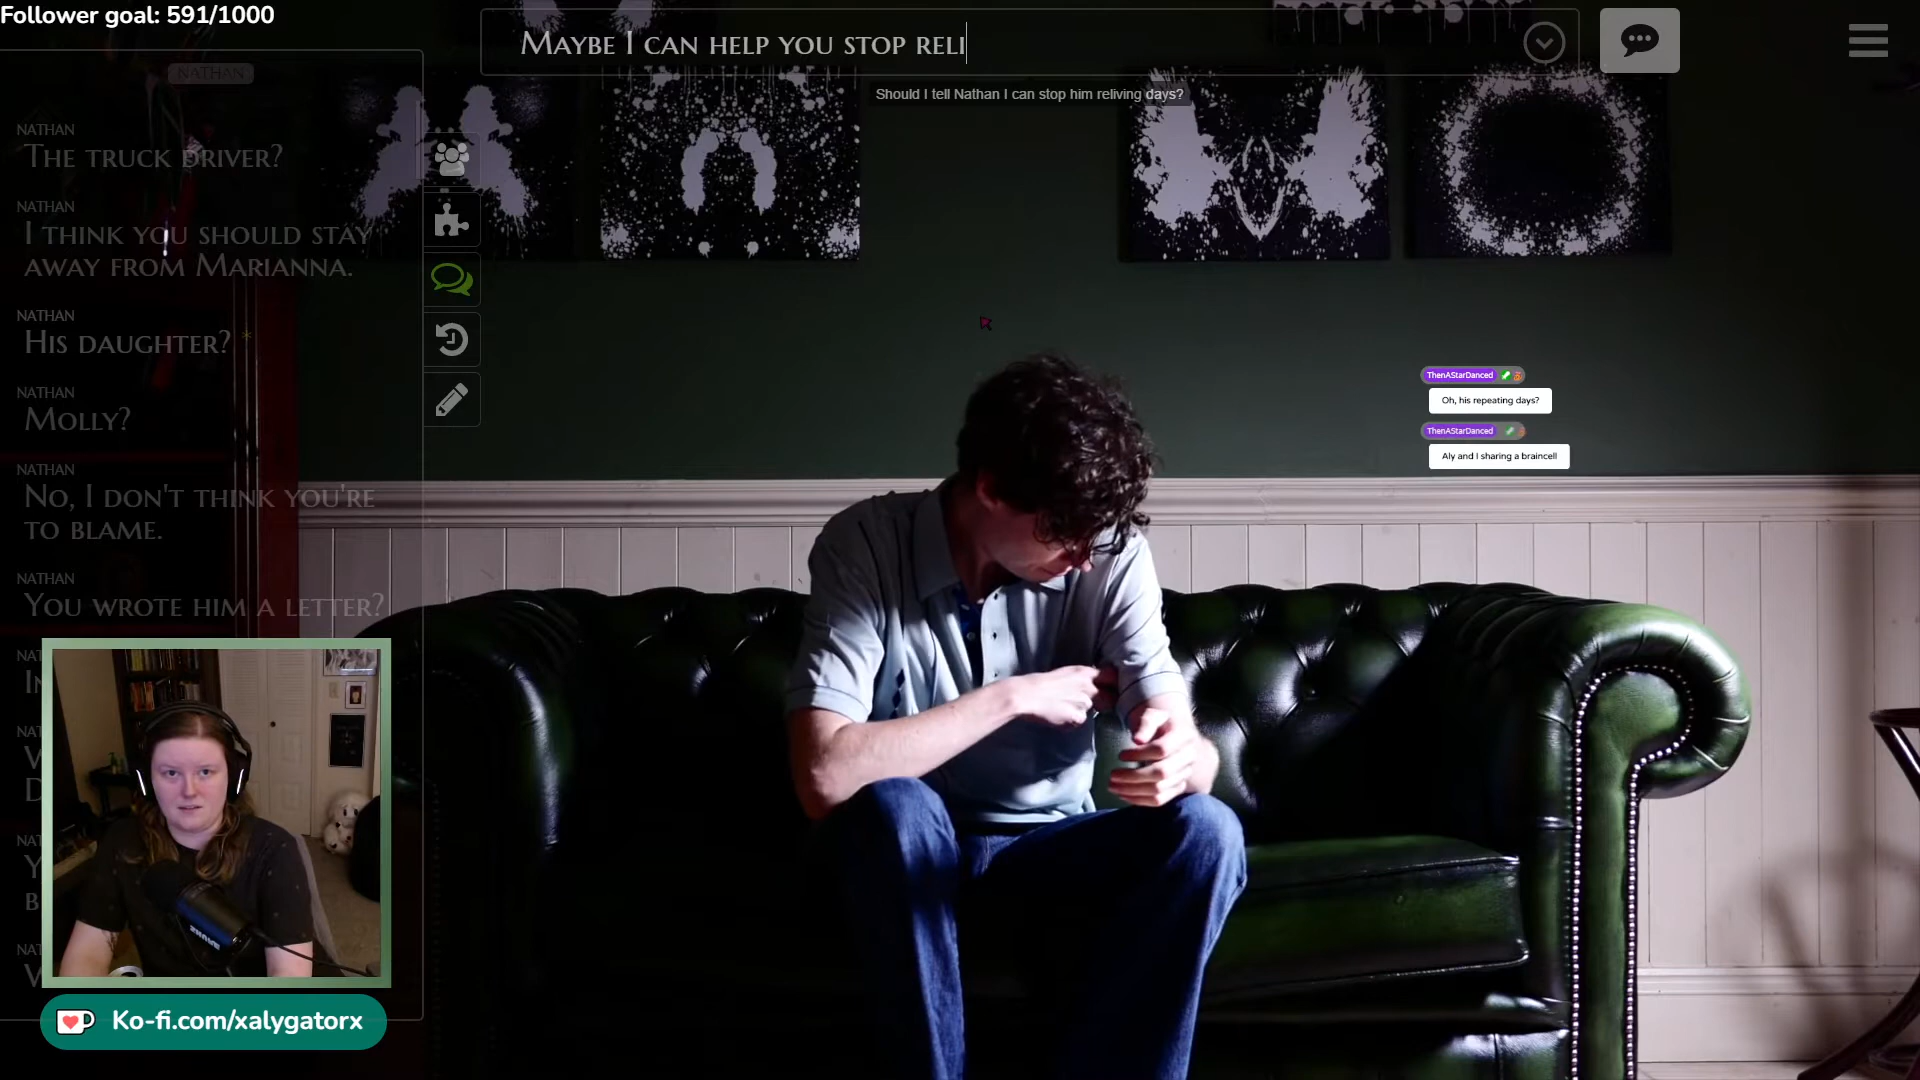 Follower goal: 591/1000
Maybe I can help you stop reli
Should I tell Nathan I can stop him reliving days?
NATHAN
NATHAN
The truck driver?
NATHAN
I think you should stay
away from Marianna.
NATHAN
His daughter? *
NATHAN
Molly?
NATHAN
No, I don't think you're
to blame.
NATHAN
You wrote him a letter?
ThenAStarDanced
Oh, his repeating days?
ThenAStarDanced
Aly and I sharing a braincell
SHURE
Ko-fi.com/xalygatorx